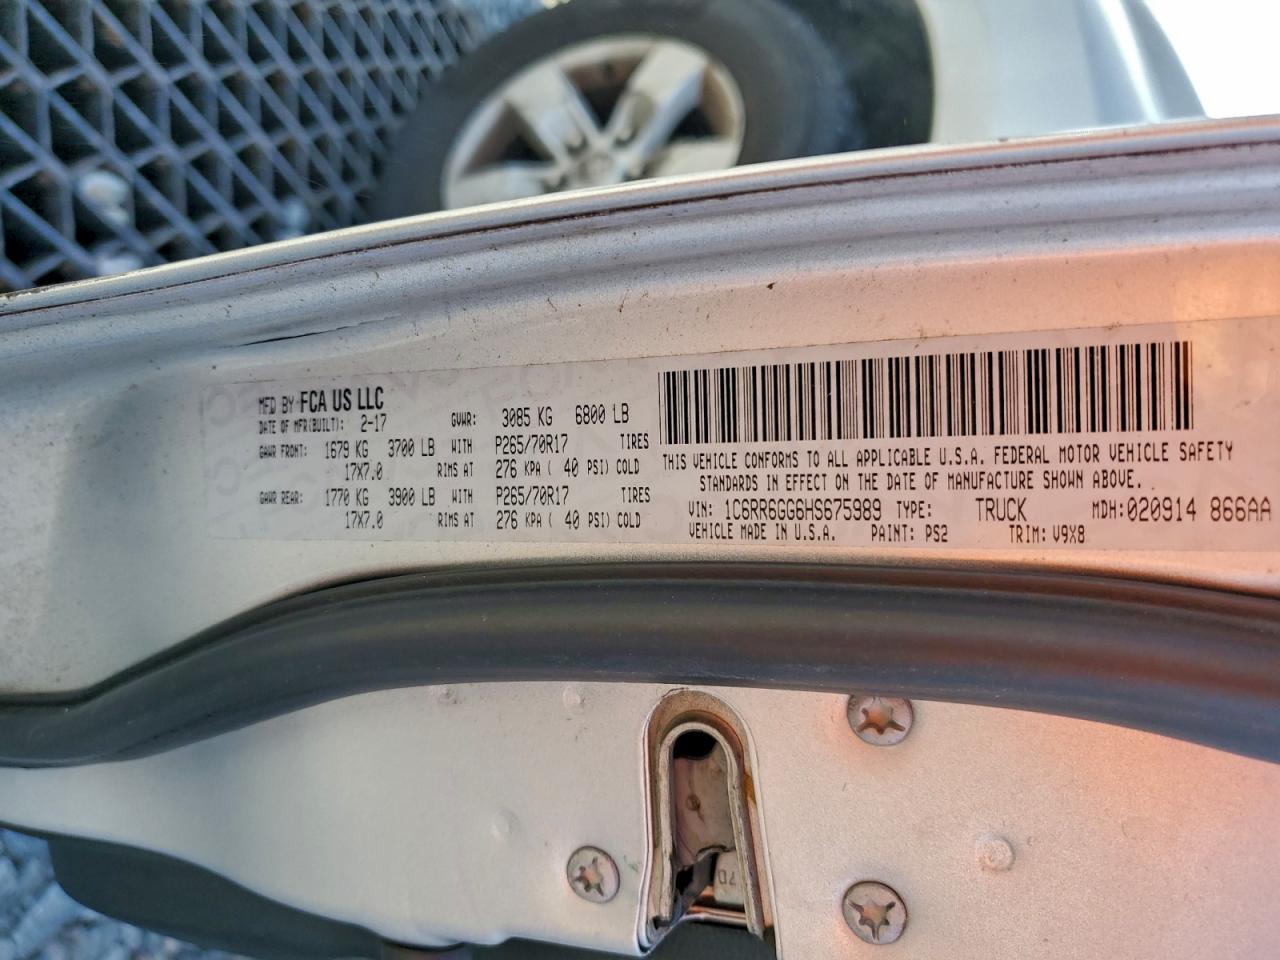 MFD BY FCA US LLC
DATE OF MFR(BUILT): 2-17 GVWR: 3085 KG 6800 LB
GAWR FRONT: 1679 KG 3700 LB WITH P265/70R17 TIRES
17X7.0 RIMS AT 276 KPA ( 40 PSI) COLD
GAWR REAR: 1770 KG 3900 LB WITH P265/70R17 TIRES
17X7.0 RIMS AT 276 KPA ( 40 PSI) COLD
THIS VEHICLE CONFORMS TO ALL APPLICABLE U.S.A. FEDERAL MOTOR VEHICLE SAFETY
STANDARDS IN EFFECT ON THE DATE OF MANUFACTURE SHOWN ABOVE.
VIN: 1C6RR6GG6HS675989 TYPE: TRUCK MDH:020914 866AA
VEHICLE MADE IN U.S.A. PAINT: PS2 TRIM: V9X8